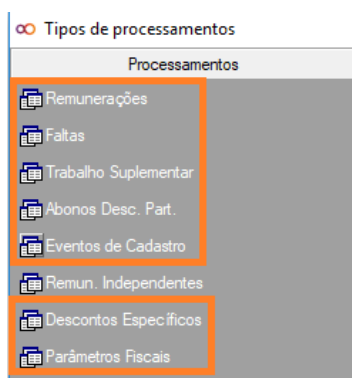 Tipos de processamentos
Processamentos
Remunerações
Faltas
Trabalho Suplementar
Abonos Desc. Part.
Eventos de Cadastro
Remun. Independentes
Descontos Específicos
Parâmetros Fiscais